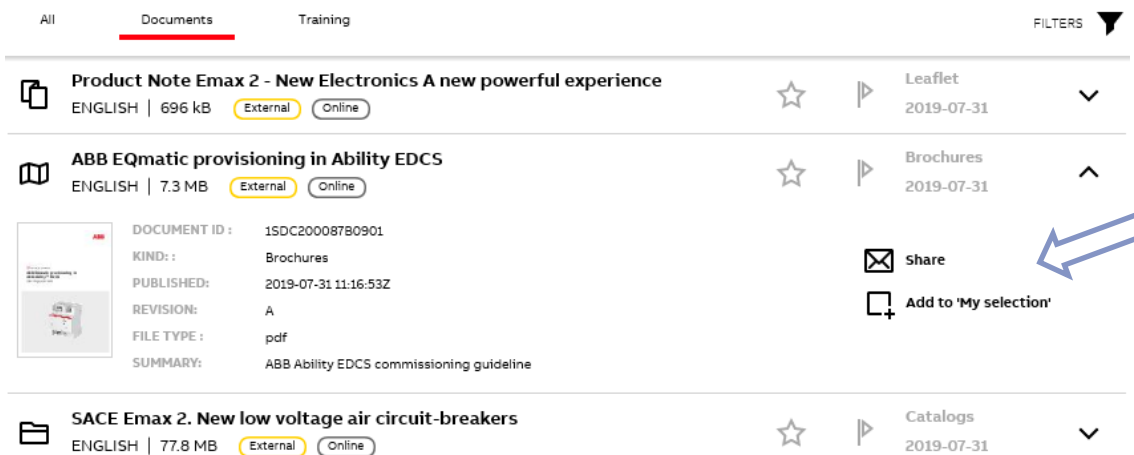 All Documents Training FILTERS
Product Note Emax 2 - New Electronics A new powerful experience
Leaflet
ENGLISH | 696 kB External Online
2019-07-31
ABB EQmatic provisioning in Ability EDCS
Brochures
ENGLISH | 7.3 MB External Online
2019-07-31
ABB
DOCUMENT ID : 1SDC200087B0901
KIND: : Brochures
PUBLISHED: 2019-07-31 11:16:53Z
REVISION: A
FILE TYPE : pdf
SUMMARY: ABB Ability EDCS commissioning guideline
Share
Add to 'My selection'
SACE Emax 2. New low voltage air circuit-breakers
Catalogs
ENGLISH | 77.8 MB External Online
2019-07-31